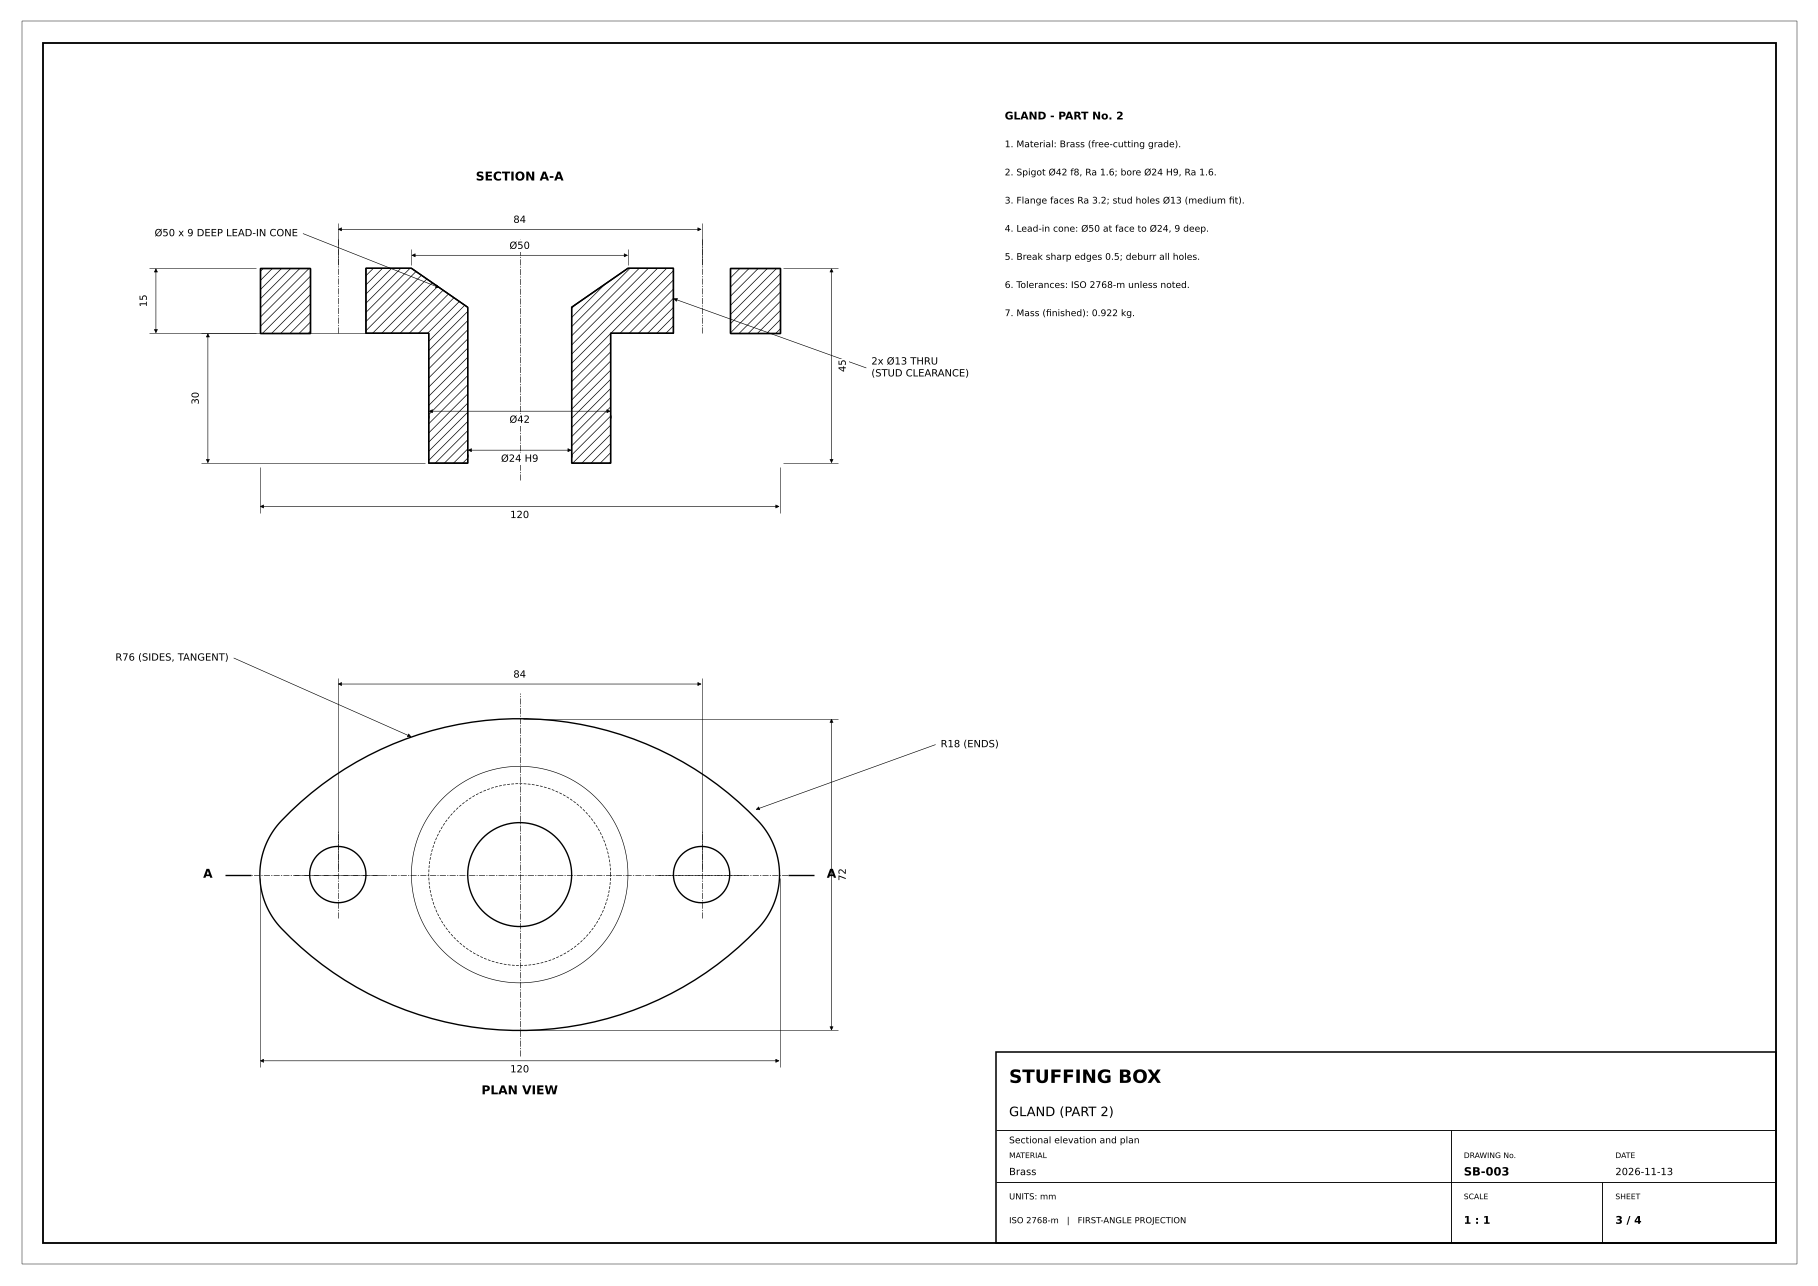 SECTION A-A
84
Ø50 x 9 DEEP LEAD-IN CONE
Ø50
15
45
2x Ø13 THRU
(STUD CLEARANCE)
30
Ø42
Ø24 H9
120
GLAND - PART No. 2
1. Material: Brass (free-cutting grade).
2. Spigot Ø42 f8, Ra 1.6; bore Ø24 H9, Ra 1.6.
3. Flange faces Ra 3.2; stud holes Ø13 (medium fit).
4. Lead-in cone: Ø50 at face to Ø24, 9 deep.
5. Break sharp edges 0.5; deburr all holes.
6. Tolerances: ISO 2768-m unless noted.
7. Mass (finished): 0.922 kg.
R76 (SIDES, TANGENT)
84
R18 (ENDS)
A
A
72
120
PLAN VIEW
STUFFING BOX
GLAND (PART 2)
Sectional elevation and plan
MATERIAL
Brass
DRAWING No.
SB-003
DATE
2026-11-13
UNITS: mm
ISO 2768-m | FIRST-ANGLE PROJECTION
SCALE
1 : 1
SHEET
3 / 4